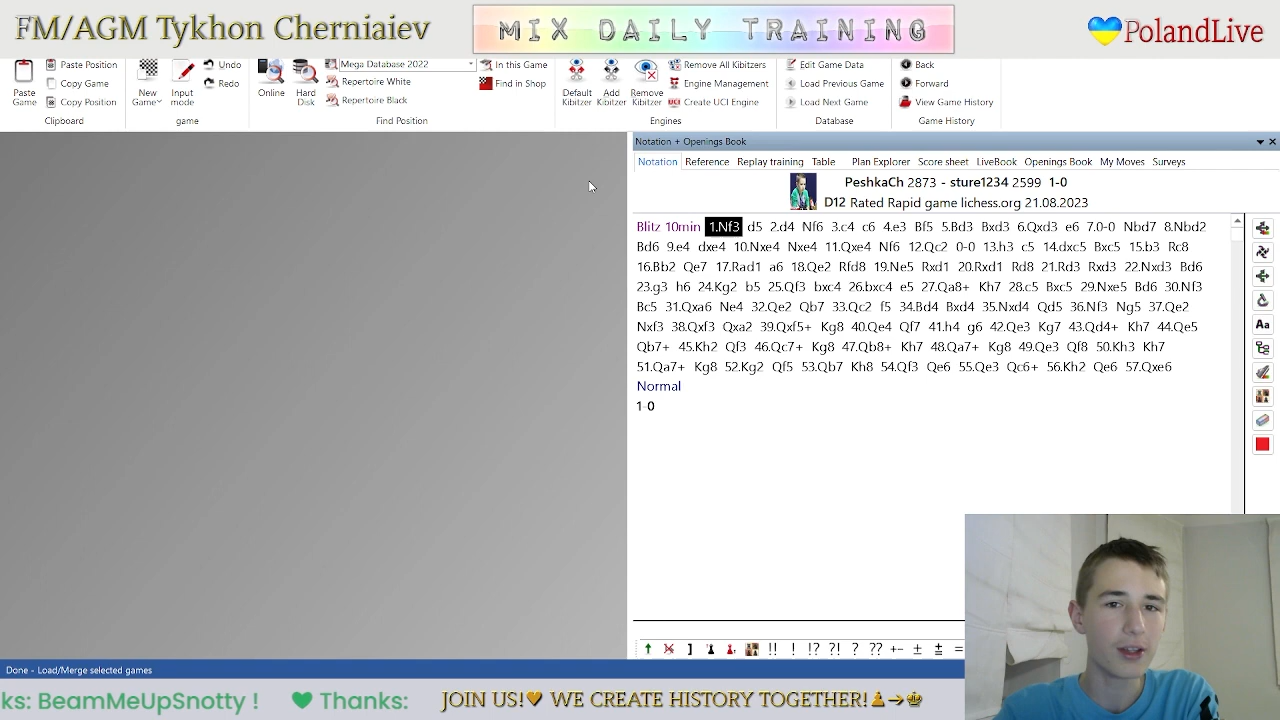 FM/AGM Tykhon Cherniaiev
MIX DAILY TRAINING
PolandLive
Paste Game
Paste Position
Copy Game
Copy Position
Clipboard
New Game
Input mode
Undo
Redo
game
Online
Hard Disk
Mega Database 2022
Repertoire White
Repertoire Black
In this Game
Find in Shop
Find Position
Default Kibitzer
Add Kibitzer
Remove Kibitzer
Remove All Kibitzers
Engine Management
UCI Create UCI Engine
Engines
Edit Game Data
Load Previous Game
Load Next Game
Database
Back
Forward
View Game History
Game History
Notation + Openings Book
Notation Reference Replay training Table Plan Explorer Score sheet LiveBook Openings Book My Moves Surveys
PeshkaCh 2873 - sture1234 2599 1-0
D12 Rated Rapid game lichess.org 21.08.2023
Blitz 10min 1.Nf3 d5 2.d4 Nf6 3.c4 c6 4.e3 Bf5 5.Bd3 Bxd3 6.Qxd3 e6 7.0-0 Nbd7 8.Nbd2
Bd6 9.e4 dxe4 10.Nxe4 Nxe4 11.Qxe4 Nf6 12.Qc2 0-0 13.h3 c5 14.dxc5 Bxc5 15.b3 Rc8
16.Bb2 Qe7 17.Rad1 a6 18.Qe2 Rfd8 19.Ne5 Rxd1 20.Rxd1 Rd8 21.Rd3 Rxd3 22.Nxd3 Bd6
23.g3 h6 24.Kg2 b5 25.Qf3 bxc4 26.bxc4 e5 27.Qa8+ Kh7 28.c5 Bxc5 29.Nxe5 Bd6 30.Nf3
Bc5 31.Qxa6 Ne4 32.Qe2 Qb7 33.Qc2 f5 34.Bd4 Bxd4 35.Nxd4 Qd5 36.Nf3 Ng5 37.Qe2
Nxf3 38.Qxf3 Qxa2 39.Qxf5+ Kg8 40.Qe4 Qf7 41.h4 g6 42.Qe3 Kg7 43.Qd4+ Kh7 44.Qe5
Qb7+ 45.Kh2 Qf3 46.Qc7+ Kg8 47.Qb8+ Kh7 48.Qa7+ Kg8 49.Qe3 Qf8 50.Kh3 Kh7
51.Qa7+ Kg8 52.Kg2 Qf5 53.Qb7 Kh8 54.Qf3 Qe6 55.Qe3 Qc6+ 56.Kh2 Qe6 57.Qxe6
Normal
1-0
Aa
] !! ! !? ?! ? ?? +- ± ⩲ =
Done - Load/Merge selected games
ks: BeamMeUpSnotty ! Thanks:
JOIN US!🧡 WE CREATE HISTORY TOGETHER!♟→♚